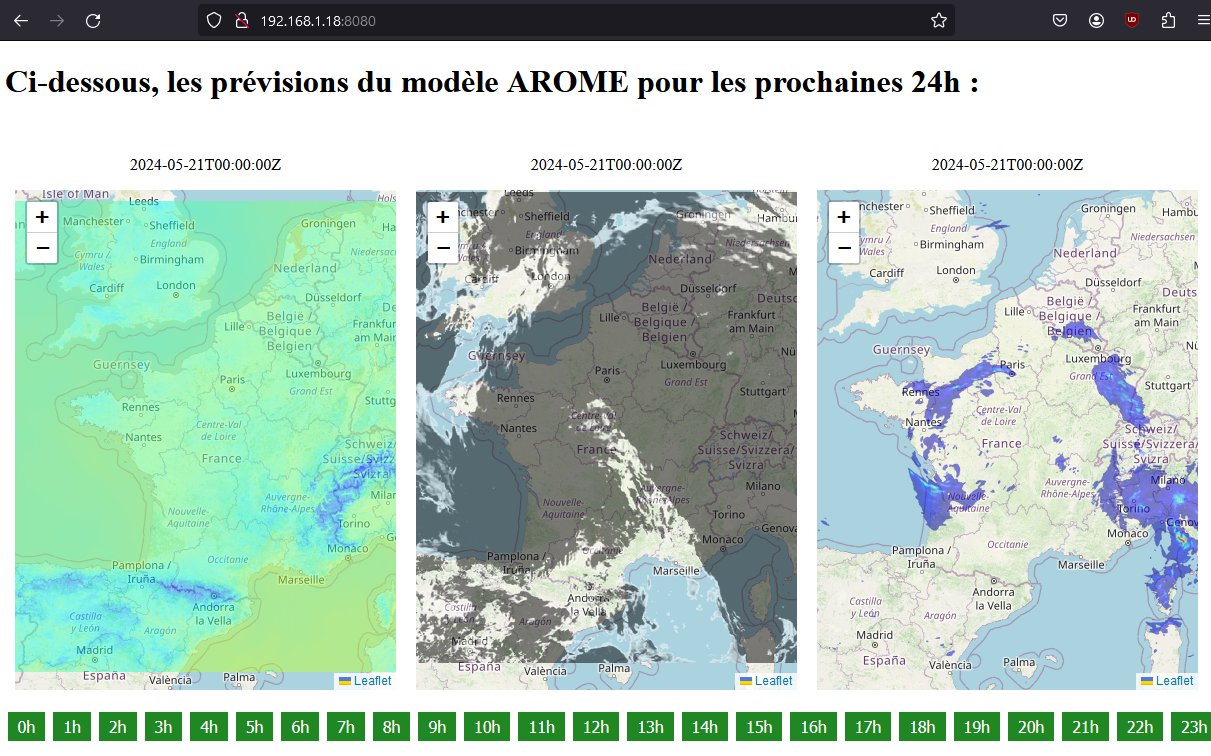 192.168.1.18:8080
Ci-dessous, les prévisions du modèle AROME pour les prochaines 24h :
2024-05-21T00:00:00Z
Isle of Man
Leeds
Manchester
Sheffield
Groningen
England
Cymru / Wales
Birmingham
Nederland
Cardiff
London
Düsseldorf
Lille
België / Belgique / Belgien
Frankfurt am Main
Guernsey
Luxembourg
Paris
Grand Est
Rennes
Nantes
Centre-Val de Loire
France
Schweiz/ Suisse/Svizzera/ Svizra
Nouvelle-Aquitaine
Auvergne-Rhône-Alpes
Torino
Occitanie
Monaco
Pamplona / Iruña
Marseille
Andorra la Vella
Castilla y León
Aragón
Madrid
España
València
Palma
+
−
Leaflet
2024-05-21T00:00:00Z
Leeds
Sheffield
Groningen
Niedersachsen
England
Birmingham
Nederland
Cardiff
London
Düsseldorf
Lille
België / Belgique / Belgien
Frankfurt am Main
Guernsey
Luxembourg
Paris
Grand Est
Stuttgart
Rennes
Nantes
Centre-Val de Loire
France
Schweiz/ Suisse/Svizzera/ Svizra
Milano
Nouvelle-Aquitaine
Auvergne-Rhône-Alpes
Torino
Genova
Occitanie
Monaco
Pamplona / Iruña
Marseille
Andorra la Vella
Castilla y León
Aragón
Madrid
España
València
Palma
+
−
Leaflet
2024-05-21T00:00:00Z
Sheffield
Groningen
Niedersachsen
England
Cymru / Wales
Birmingham
Nederland
Cardiff
London
Düsseldorf
Lille
België / Belgique / Belgien
Frankfurt am Main
Guernsey
Luxembourg
Paris
Grand Est
Stuttgart
Rennes
Nantes
Centre-Val de Loire
France
Schweiz/ Suisse/Svizzera/ Svizra
Milano
Nouvelle-Aquitaine
Auvergne-Rhône-Alpes
Torino
Occitanie
Monaco
Pamplona / Iruña
Marseille
Andorra la Vella
Castilla y León
Aragón
Madrid
España
València
Palma
+
−
Leaflet
0h 1h 2h 3h 4h 5h 6h 7h 8h 9h 10h 11h 12h 13h 14h 15h 16h 17h 18h 19h 20h 21h 22h 23h